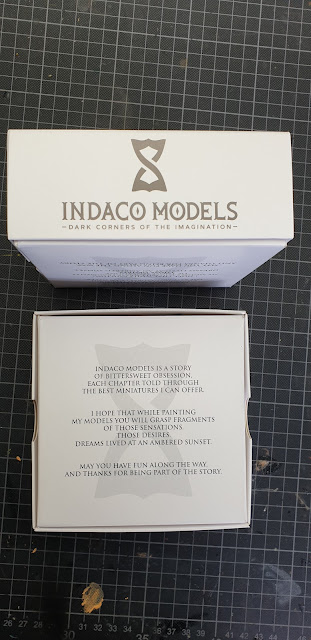 INDACO MODELS
-DARK CORNERS OF THE IMAGINATION-
INDACO MODELS IS A STORY
OF BITTERSWEET OBSESSION.
EACH CHAPTER TOLD THROUGH
THE BEST MINIATURES I CAN OFFER.
I HOPE THAT WHILE PAINTING
MY MODELS YOU WILL GRASP FRAGMENTS
OF THOSE SENSATIONS.
THOSE DESIRES.
DREAMS LIVED AT AN AMBERED SUNSET.
MAY YOU HAVE FUN ALONG THE WAY.
AND THANKS FOR BEING PART OF THE STORY.